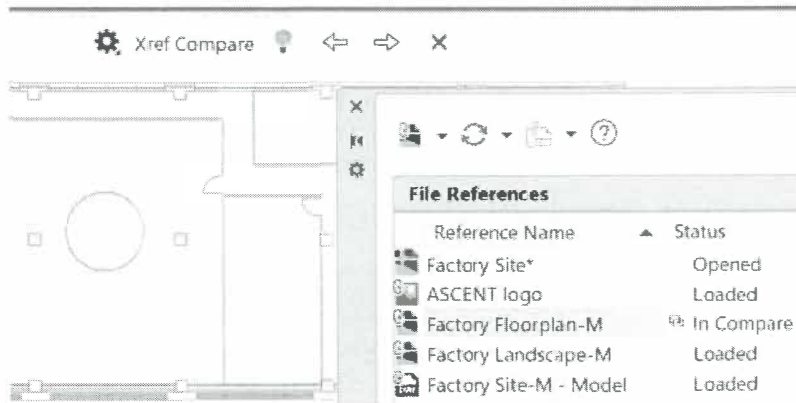 Xref Compare
File References
Reference Name Status
Factory Site* Opened
ASCENT logo Loaded
Factory Floorplan-M In Compare
Factory Landscape-M Loaded
Factory Site-M - Model Loaded